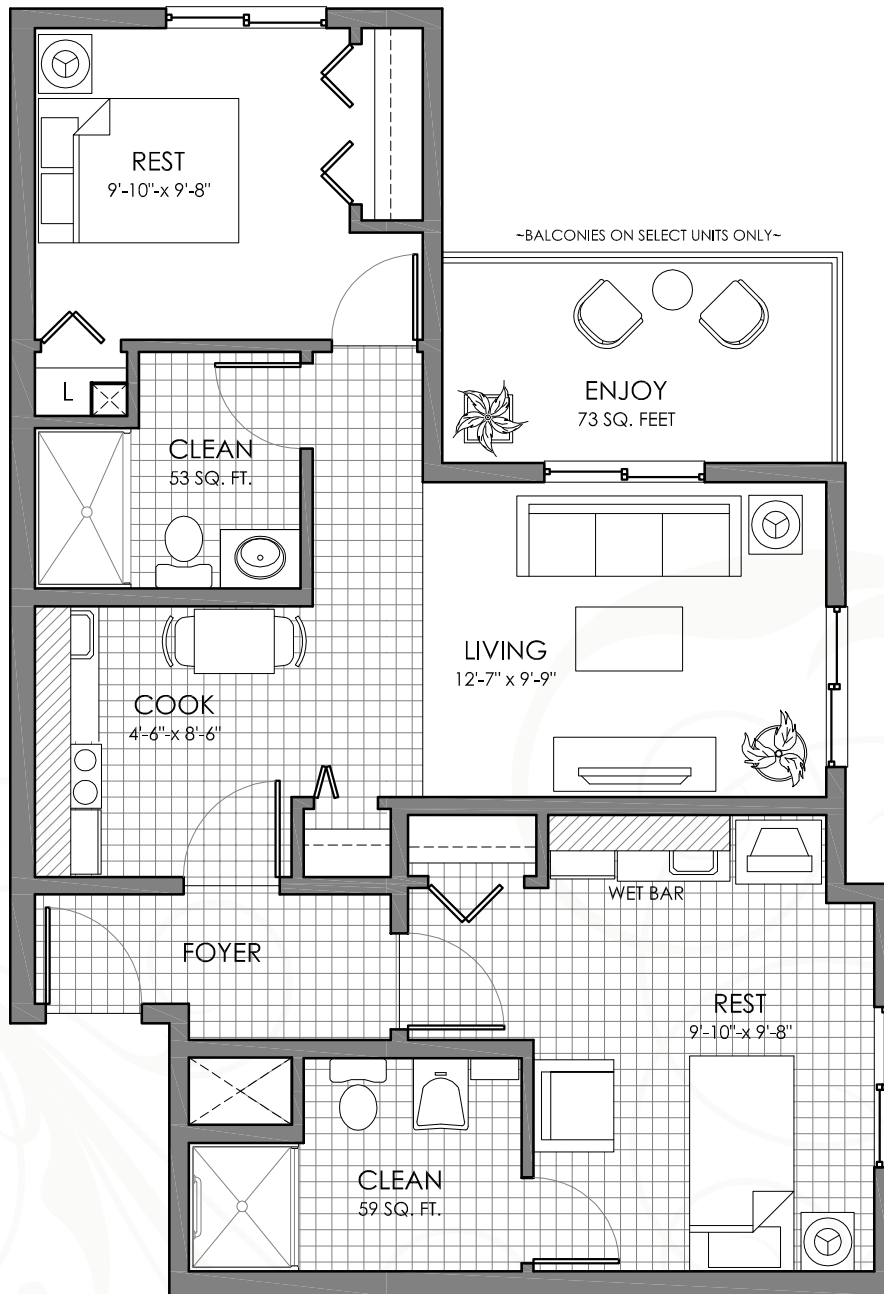 REST
9'-10"-x 9'-8"
~BALCONIES ON SELECT UNITS ONLY~
ENJOY
73 SQ. FEET
L
CLEAN
53 SQ. FT.
LIVING
12'-7" x 9'-9"
COOK
4'-6"-x 8'-6"
WET BAR
FOYER
REST
9'-10"-x 9'-8"
CLEAN
59 SQ. FT.